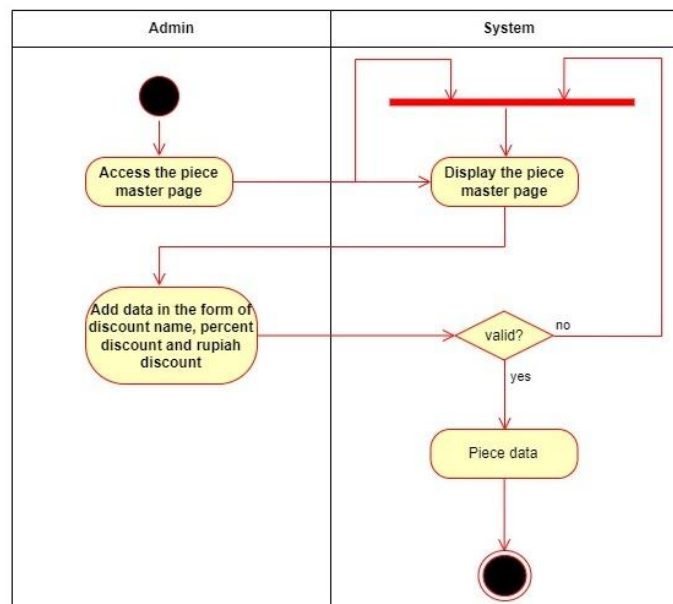 Admin
System
Access the piece
master page
Display the piece
master page
Add data in the form of
discount name, percent
discount and rupiah
discount
valid?
no
yes
Piece data